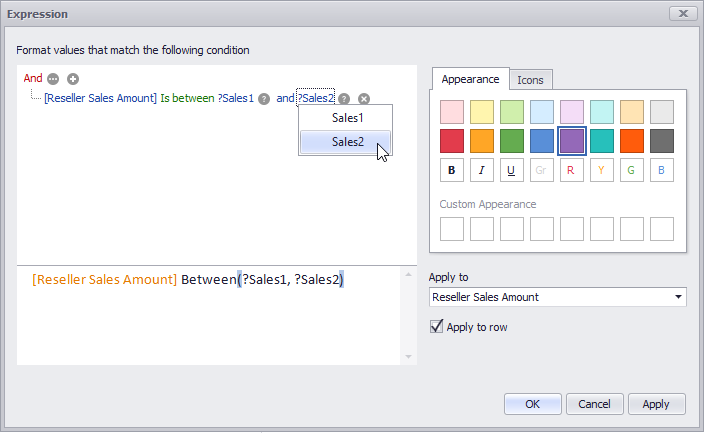 Expression
Format values that match the following condition
And
[Reseller Sales Amount] Is between ?Sales1 ? and ?Sales2 ?
Sales1
Sales2
[Reseller Sales Amount] Between(?Sales1, ?Sales2)
Appearance Icons
B I U Gr R Y G B
Custom Appearance
Apply to
Reseller Sales Amount
Apply to row
OK Cancel Apply